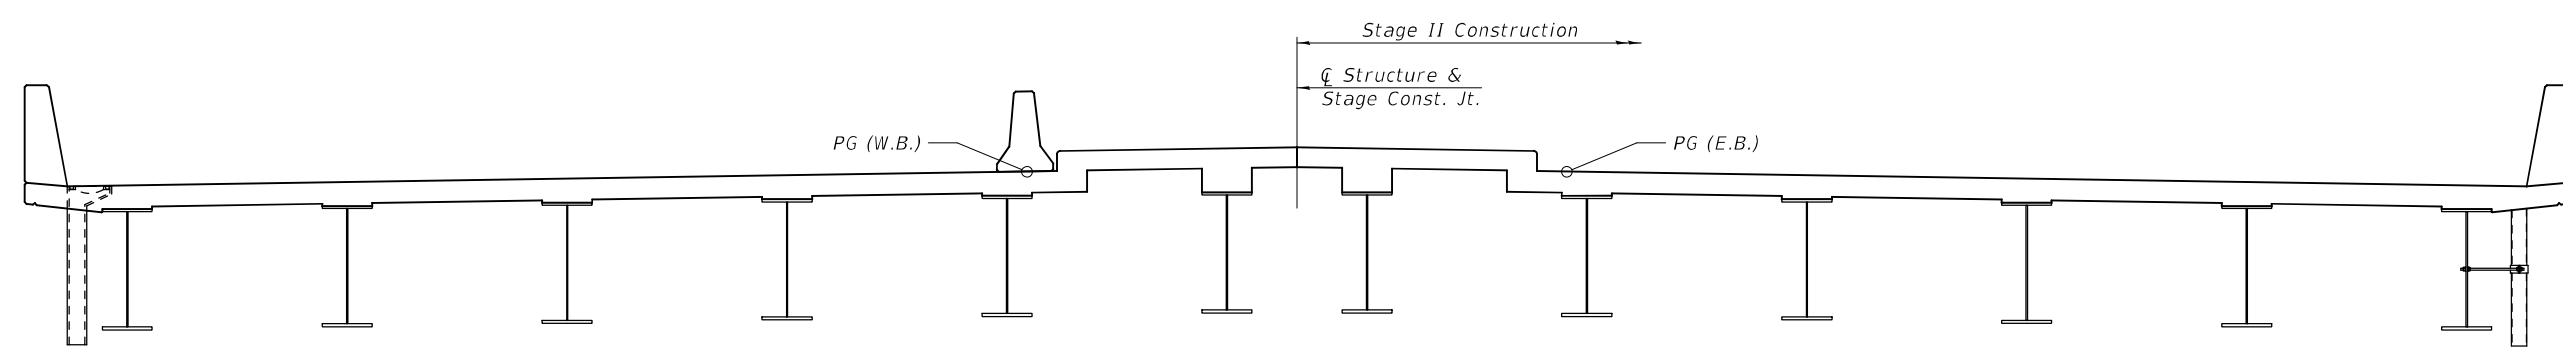 Stage II Construction
℄ Structure &
Stage Const. Jt.
PG (W.B.)
PG (E.B.)